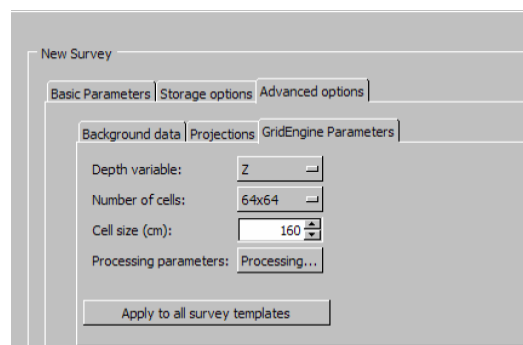 New Survey
Basic Parameters Storage options Advanced options
Background data Projections GridEngine Parameters
Depth variable: Z
Number of cells: 64x64
Cell size (cm): 160
Processing parameters: Processing...
Apply to all survey templates